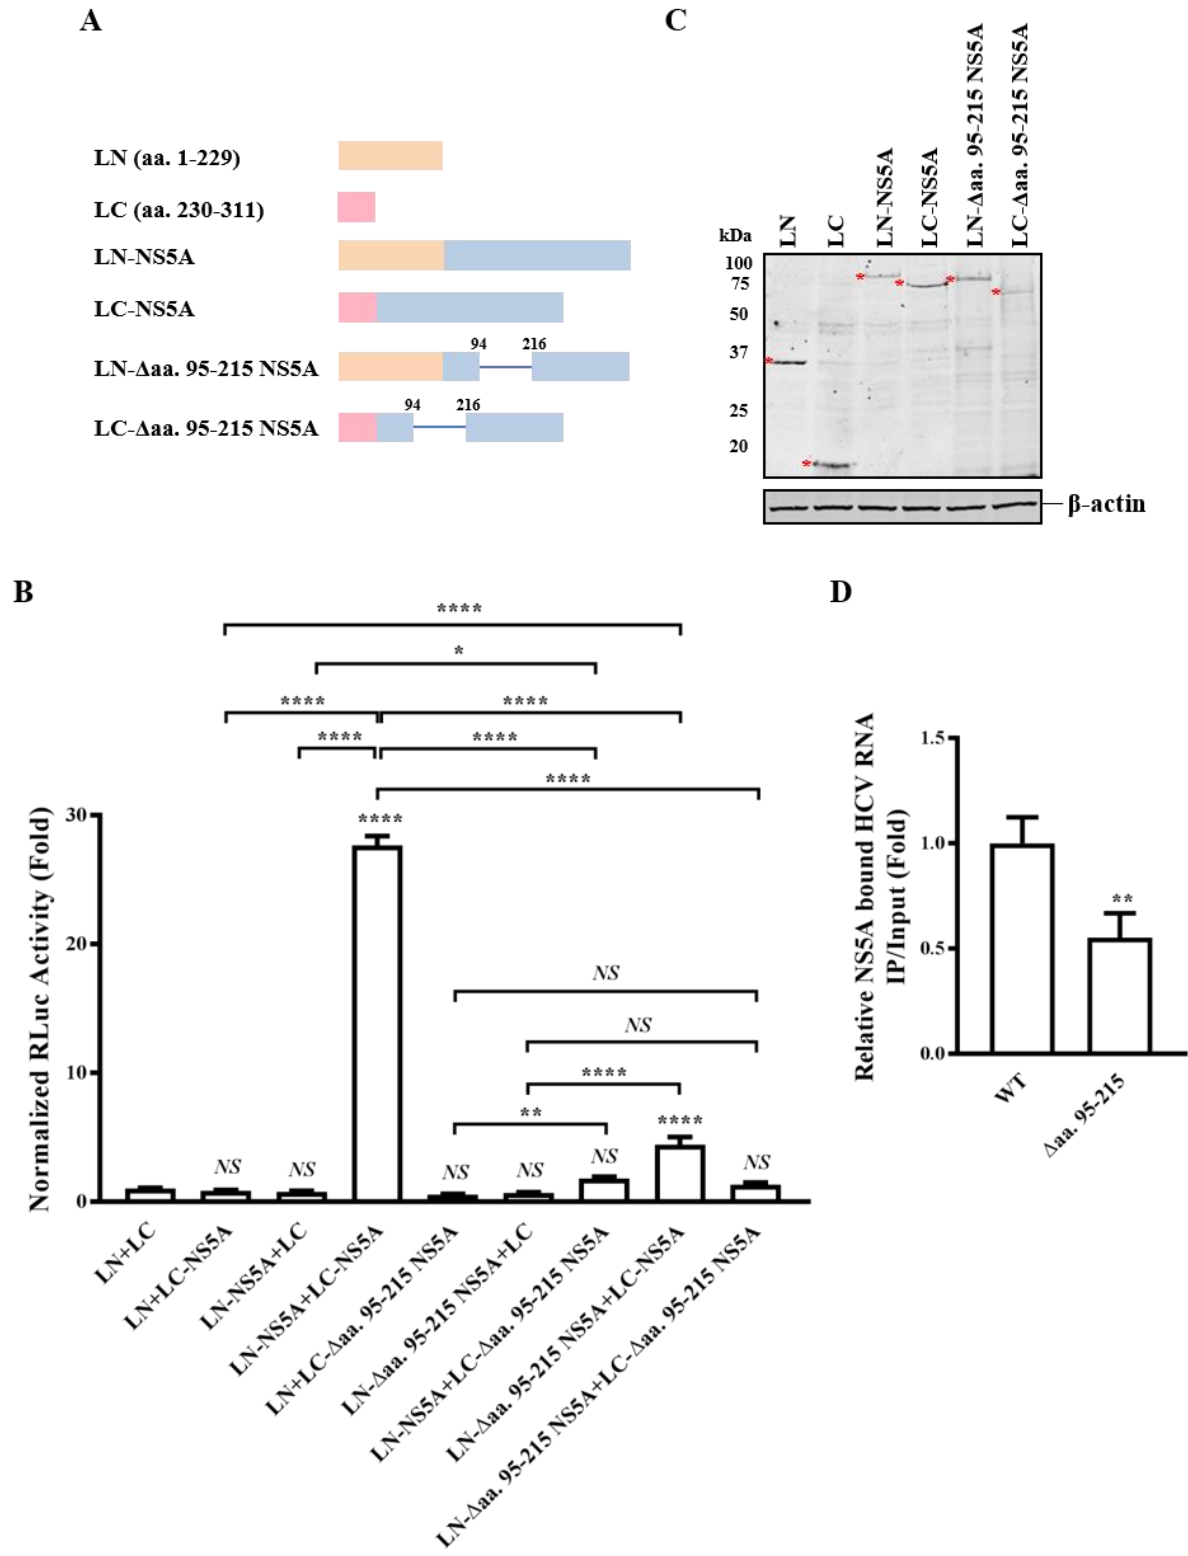 A
LN (aa. 1-229)
LC (aa. 230-311)
LN-NS5A
LC-NS5A
94 216
LN-Δaa. 95-215 NS5A
94 216
LC-Δaa. 95-215 NS5A
C
LN
LC
LN-NS5A
LC-NS5A
LN-Δaa. 95-215 NS5A
LC-Δaa. 95-215 NS5A
kDa
100
75
50
37
25
20
*
*
*
*
*
*
β-actin
B
Normalized RLuc Activity (Fold)
30
20
10
0
****
*
**** ****
**** ****
****
****
NS
NS
****
** ****
NS NS NS NS NS NS
LN+LC
LN+LC-NS5A
LN-NS5A+LC
LN-NS5A+LC-NS5A
LN+LC-Δaa. 95-215 NS5A
LN-Δaa. 95-215 NS5A+LC
LN-NS5A+LC-Δaa. 95-215 NS5A
LN-Δaa. 95-215 NS5A+LC-NS5A
LN-Δaa. 95-215 NS5A+LC-Δaa. 95-215 NS5A
D
Relative NS5A bound HCV RNA
IP/Input (Fold)
1.5
1.0
0.5
0.0
**
WT
Δaa. 95-215